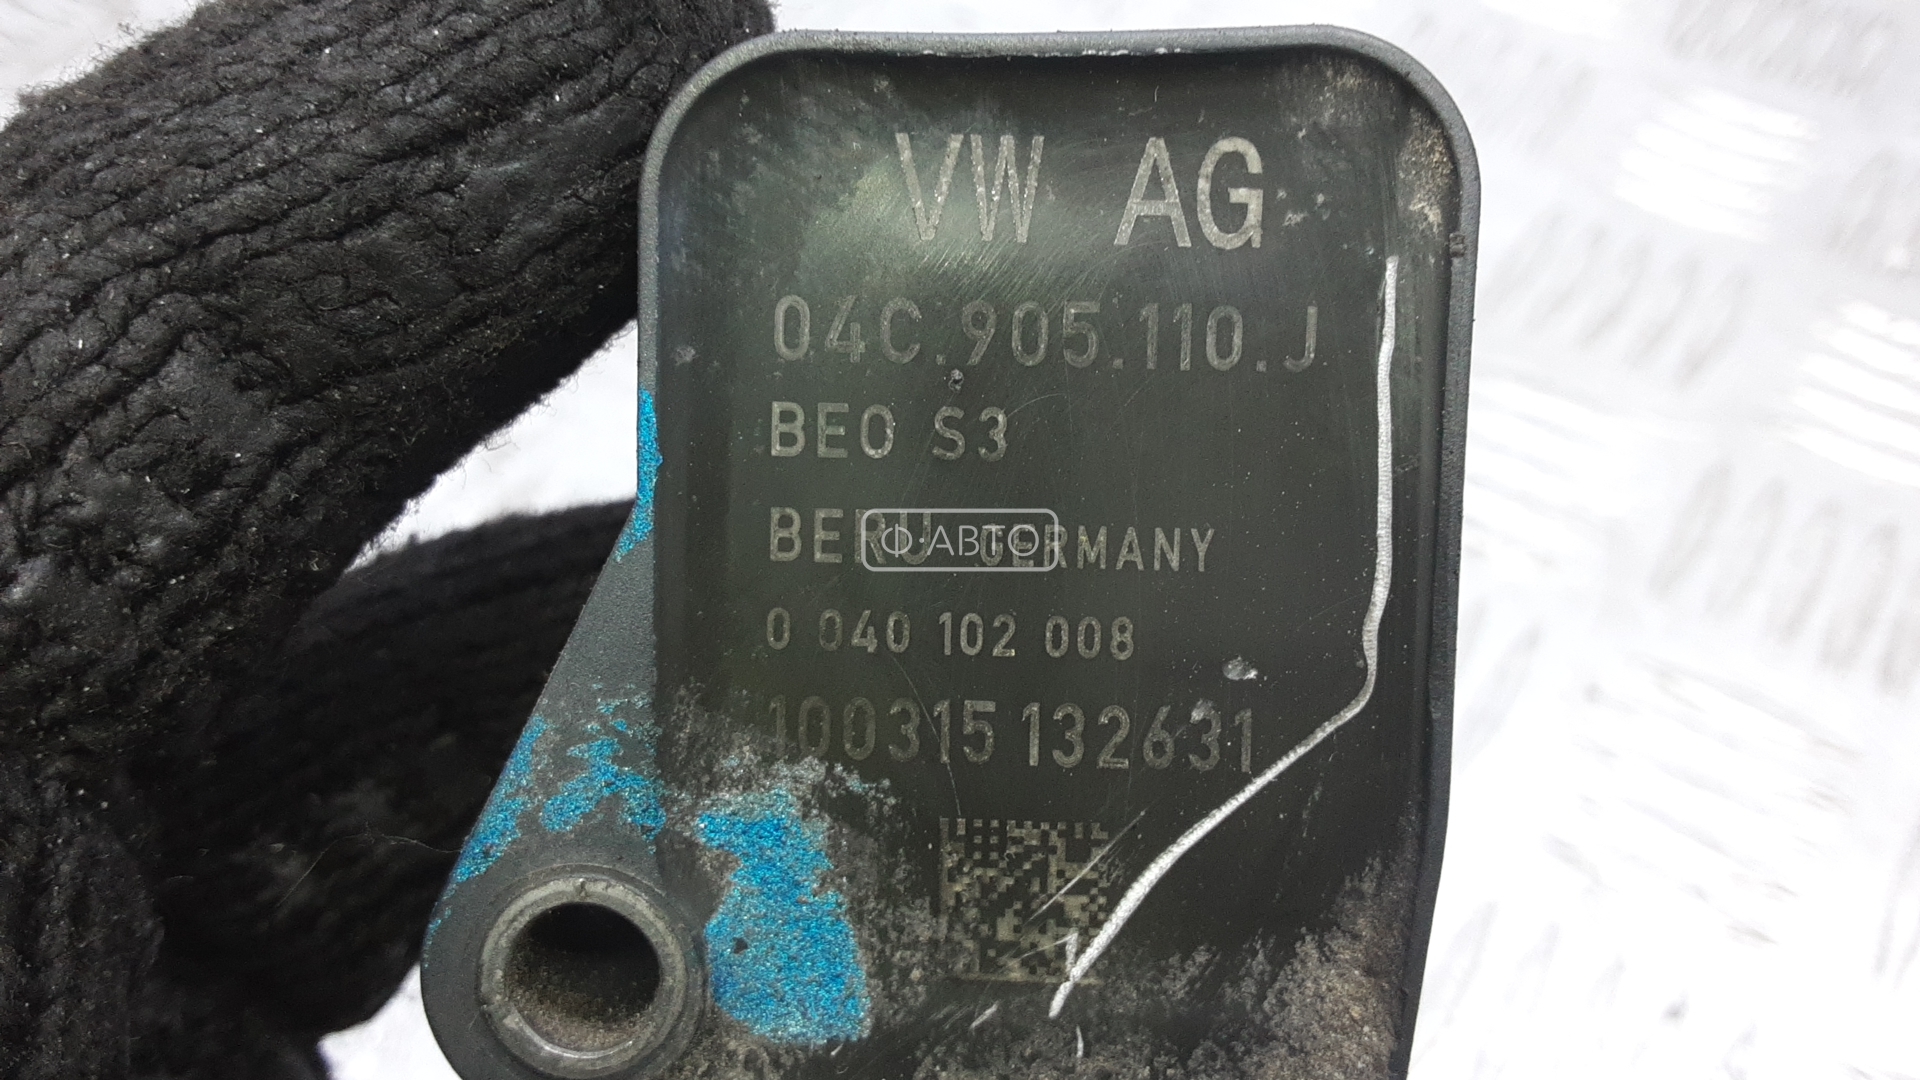 VW AG
04C.905.110.J
BEO S3
BERU GERMANY
Ф·АВТО
0 040 102 008
100315 132631